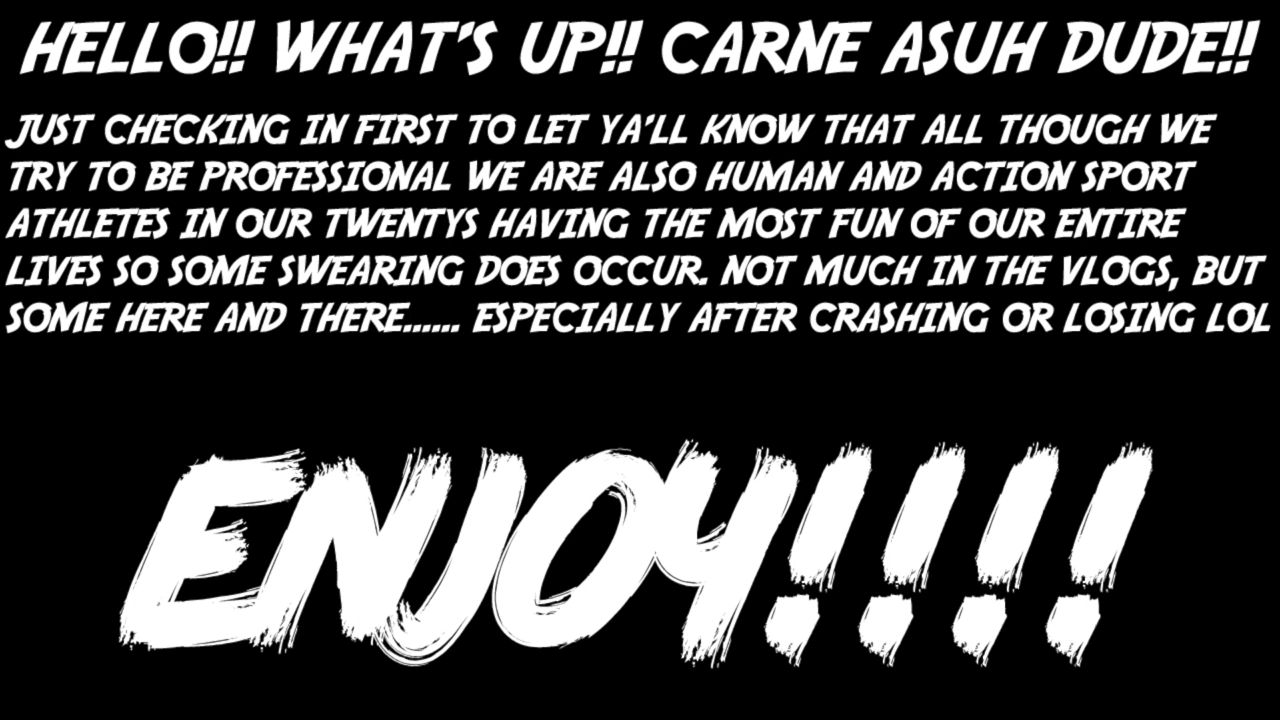 HELLO!! WHAT'S UP!! CARNE ASUH DUDE!!
JUST CHECKING IN FIRST TO LET YA'LL KNOW THAT ALL THOUGH WE
TRY TO BE PROFESSIONAL WE ARE ALSO HUMAN AND ACTION SPORT
ATHLETES IN OUR TWENTYS HAVING THE MOST FUN OF OUR ENTIRE
LIVES SO SOME SWEARING DOES OCCUR. NOT MUCH IN THE VLOGS, BUT
SOME HERE AND THERE...... ESPECIALLY AFTER CRASHING OR LOSING LOL
ENJOY!!!!